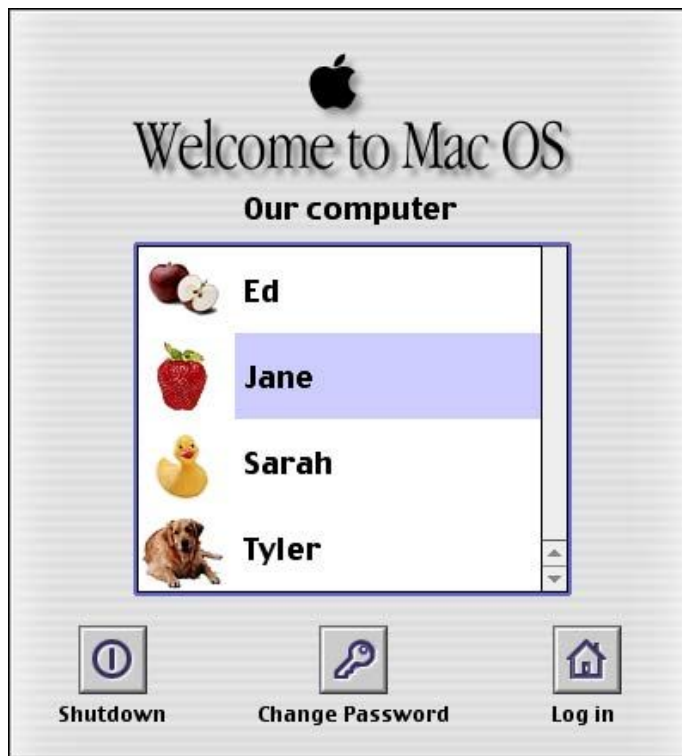 Welcome to Mac OS
Our computer
Ed
Jane
Sarah
Tyler
Shutdown
Change Password
Log in